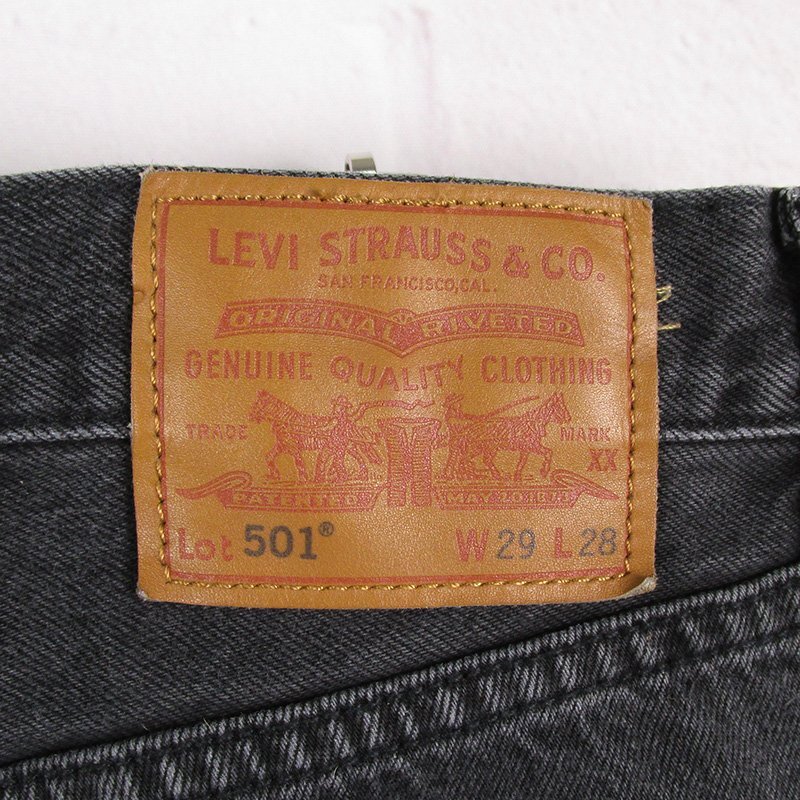 LEVI STRAUSS & CO.
SAN FRANCISCO, CAL.
ORIGINAL RIVETED
GENUINE QUALITY CLOTHING
TRADE MARK
XX
PATENTED MAY 20 1873
Lot 501® W 29 L 28